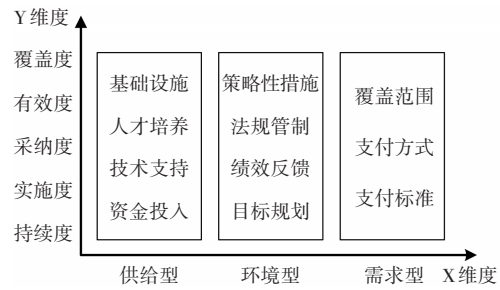 Y维度
覆盖度
有效度
采纳度
实施度
持续度
基础设施
人才培养
技术支持
资金投入
策略性措施
法规管制
绩效反馈
目标规划
覆盖范围
支付方式
支付标准
供给型 环境型 需求型 X维度